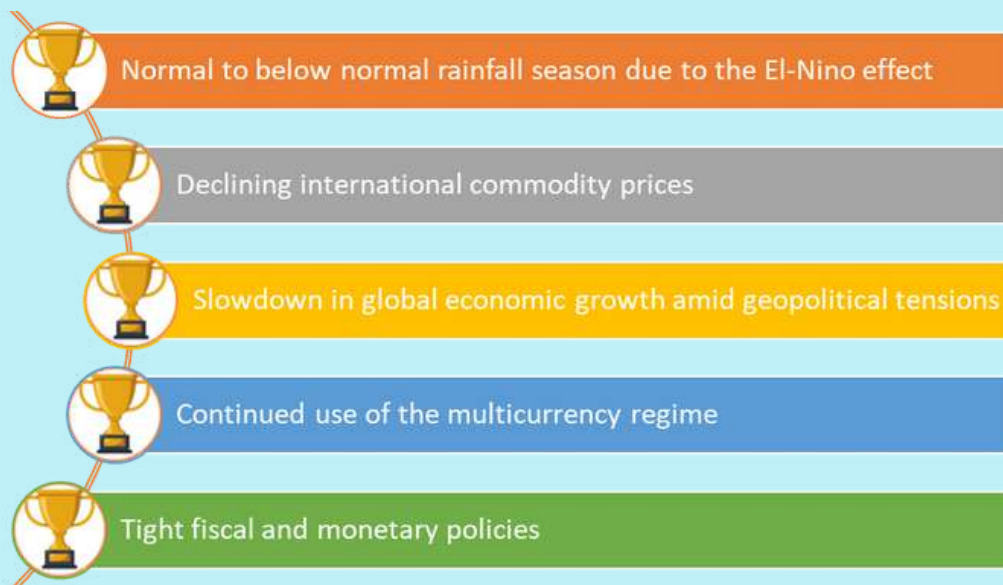 Normal to below normal rainfall season due to the El-Nino effect
Declining international commodity prices
Slowdown in global economic growth amid geopolitical tensions
Continued use of the multicurrency regime
Tight fiscal and monetary policies